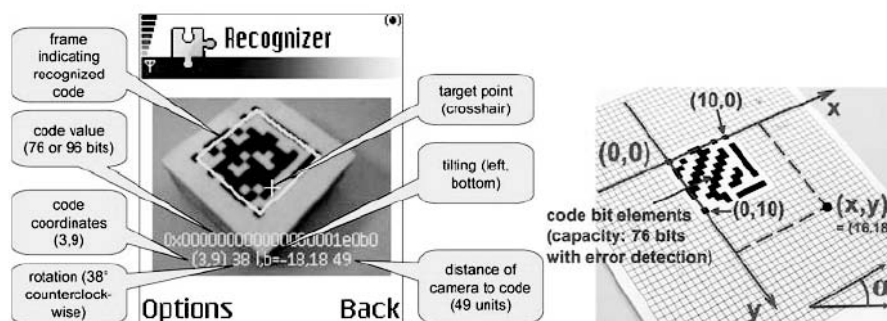 frame
indicating
recognized
code
code value
(76 or 96 bits)
code
coordinates
(3,9)
rotation (38°
counterclock-
wise)
Recognizer
(3,9) 38 l,b=-18,18 49
Options
Back
target point
(crosshair)
tilting (left,
bottom)
distance of
camera to code
(49 units)
(10,0)
x
(0,0)
(0,10)
code bit elements
(capacity: 76 bits
with error detection)
(x,y)
= (16,18
y
α